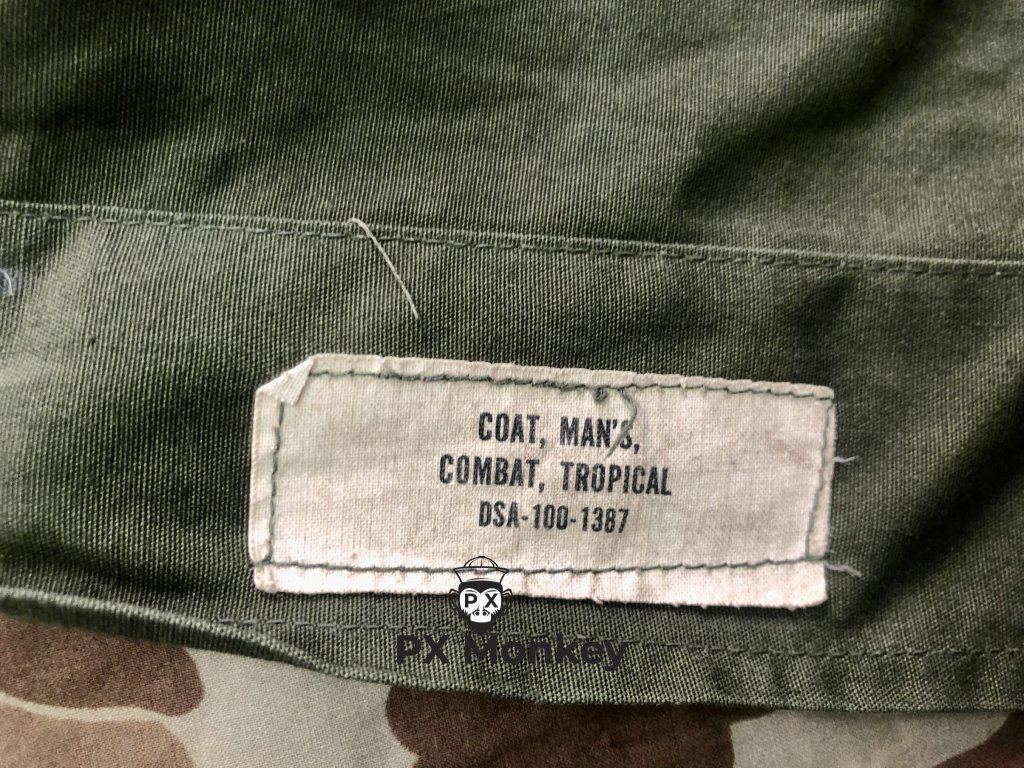 COAT, MAN'S,
COMBAT, TROPICAL
DSA-100-1387
PX
PX Monkey